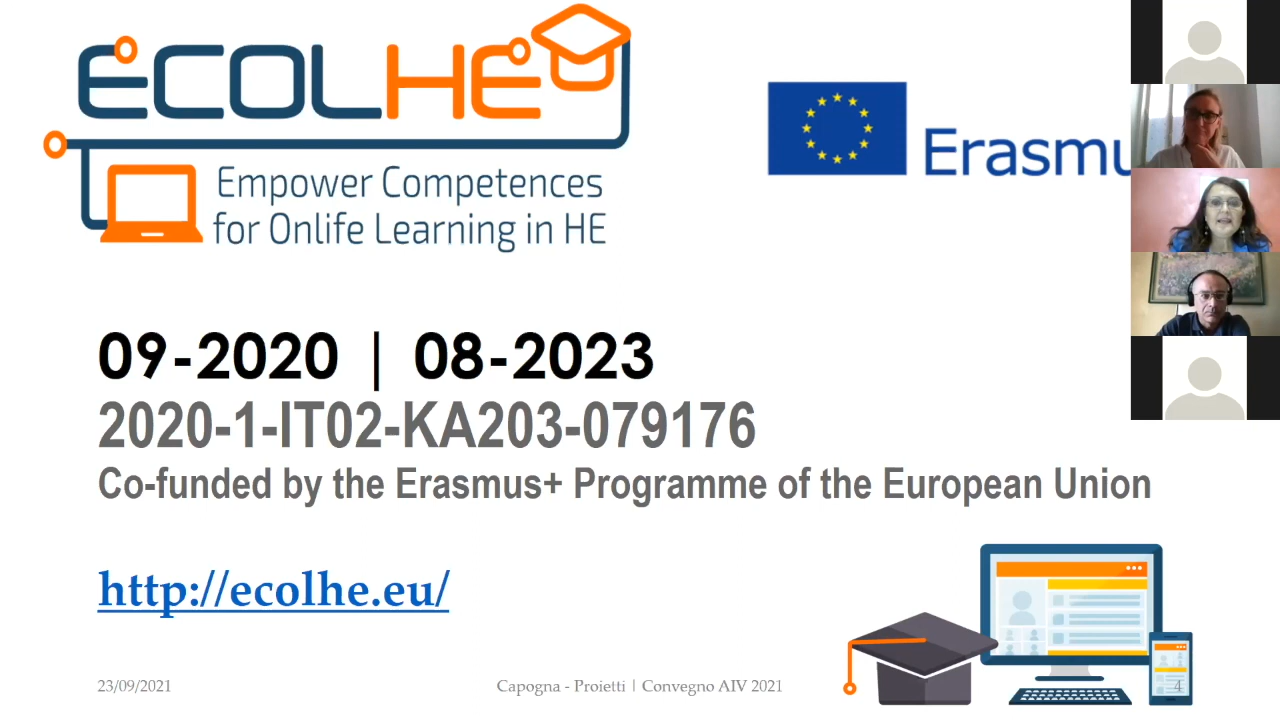 ECOLHE
Empower Competences
for Onlife Learning in HE
Erasmu
09-2020 | 08-2023
2020-1-IT02-KA203-079176
Co-funded by the Erasmus+ Programme of the European Union
http://ecolhe.eu/
23/09/2021
Capogna - Proietti | Convegno AIV 2021
4